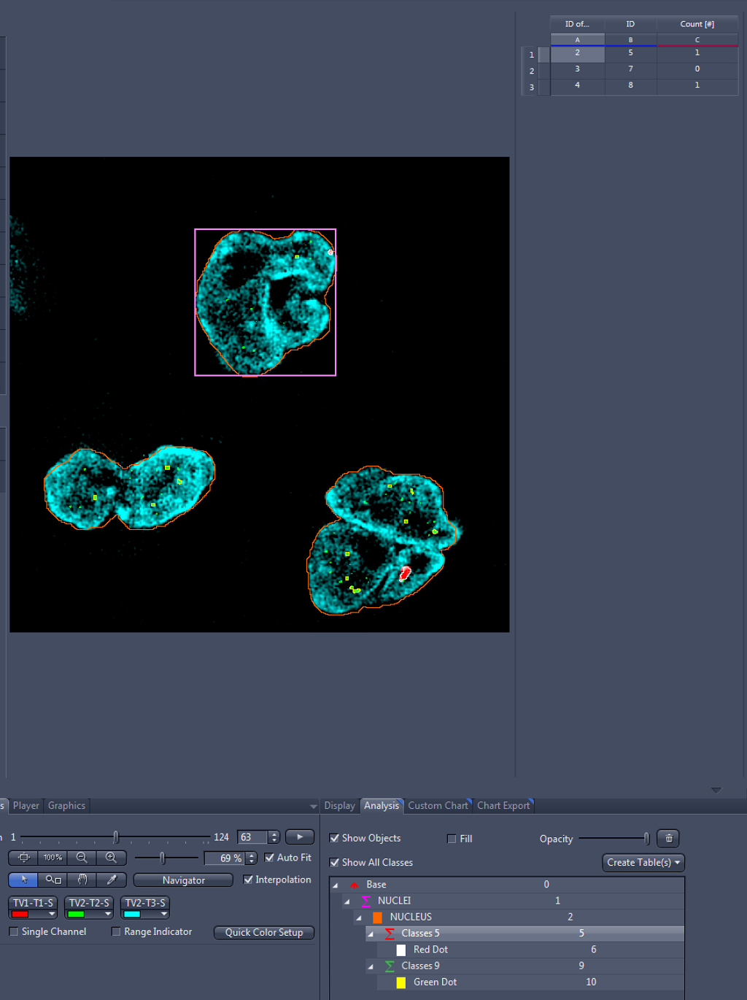 ID of... ID Count [#]
A B C
1 2 5 1
2 3 7 0
3 4 8 1
s Player Graphics
Display Analysis Custom Chart Chart Export
n 1 124 63
100% 69 % Auto Fit
Navigator Interpolation
TV1-T1-S TV2-T2-S TV2-T3-S
Single Channel Range Indicator Quick Color Setup
Show Objects Fill Opacity
Show All Classes Create Table(s)
Base 0
NUCLEI 1
NUCLEUS 2
Classes 5 5
Red Dot 6
Classes 9 9
Green Dot 10